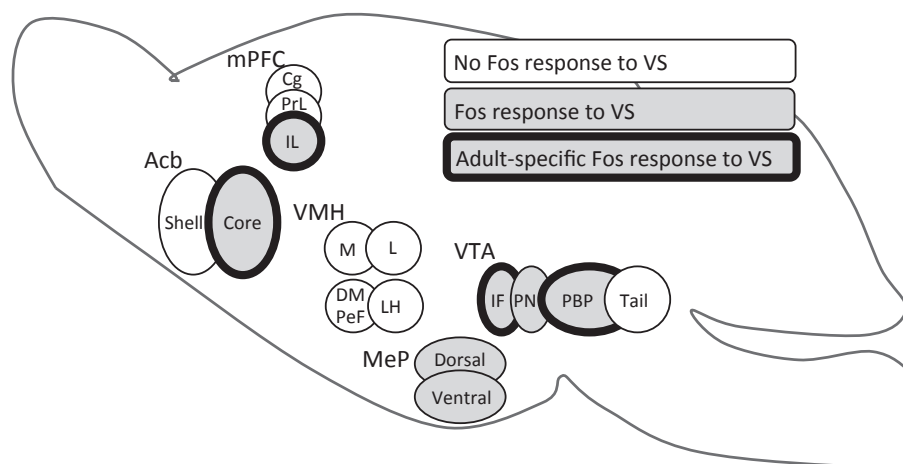 mPFC
Cg
PrL
IL
No Fos response to VS
Fos response to VS
Adult-specific Fos response to VS
Acb
Shell
Core
VMH
M
L
DM
PeF
LH
VTA
IF
PN
PBP
Tail
MeP
Dorsal
Ventral